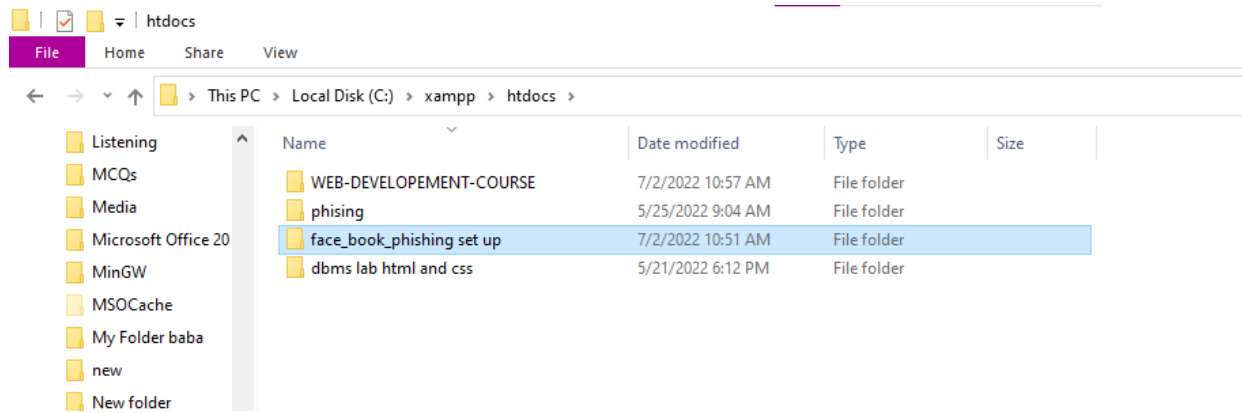 htdocs
File Home Share View
This PC > Local Disk (C:) > xampp > htdocs >
Name Date modified Type Size
Listening
MCQs
Media
Microsoft Office 20
MinGW
MSOCache
My Folder baba
new
New folder
WEB-DEVELOPEMENT-COURSE 7/2/2022 10:57 AM File folder
phising 5/25/2022 9:04 AM File folder
face_book_phishing set up 7/2/2022 10:51 AM File folder
dbms lab html and css 5/21/2022 6:12 PM File folder